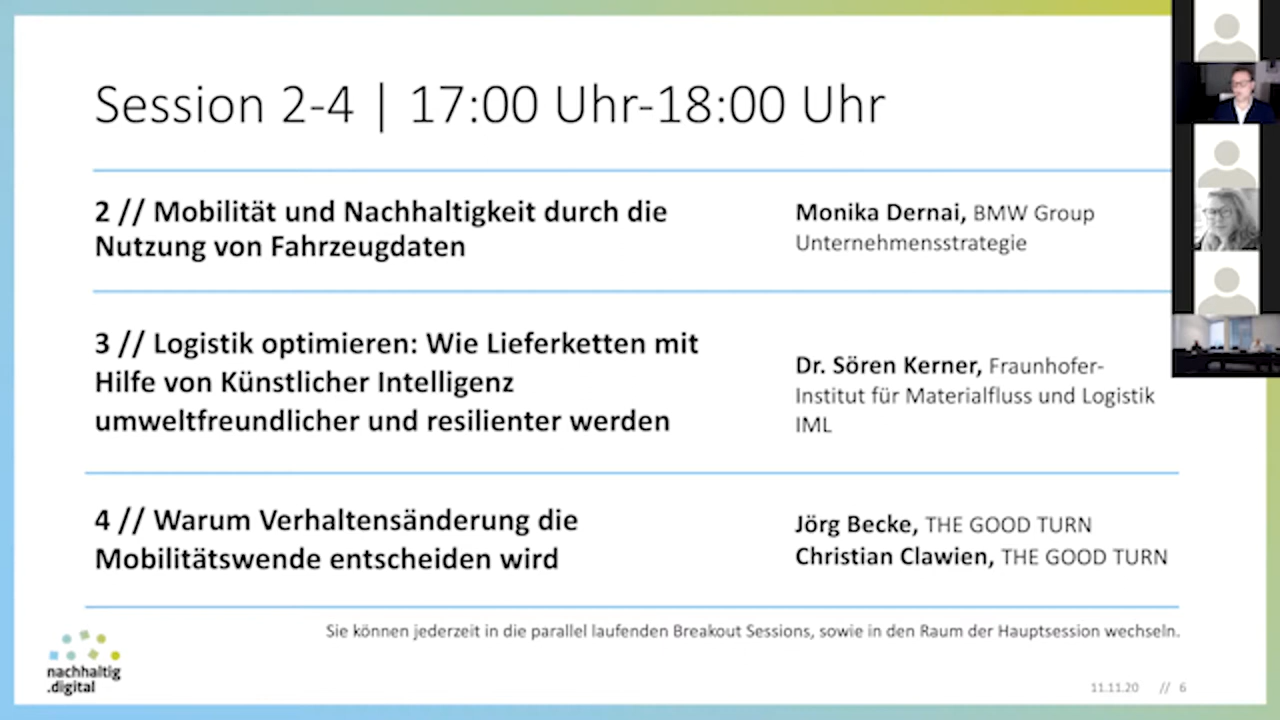 Session 2-4 | 17:00 Uhr-18:00 Uhr
2 // Mobilität und Nachhaltigkeit durch die
Nutzung von Fahrzeugdaten
Monika Dernai, BMW Group
Unternehmensstrategie
3 // Logistik optimieren: Wie Lieferketten mit
Hilfe von Künstlicher Intelligenz
umweltfreundlicher und resilienter werden
Dr. Sören Kerner, Fraunhofer-
Institut für Materialfluss und Logistik
IML
4 // Warum Verhaltensänderung die
Mobilitätswende entscheiden wird
Jörg Becke, THE GOOD TURN
Christian Clawien, THE GOOD TURN
Sie können jederzeit in die parallel laufenden Breakout Sessions, sowie in den Raum der Hauptsession wechseln.
nachhaltig
.digital
11.11.20 // 6